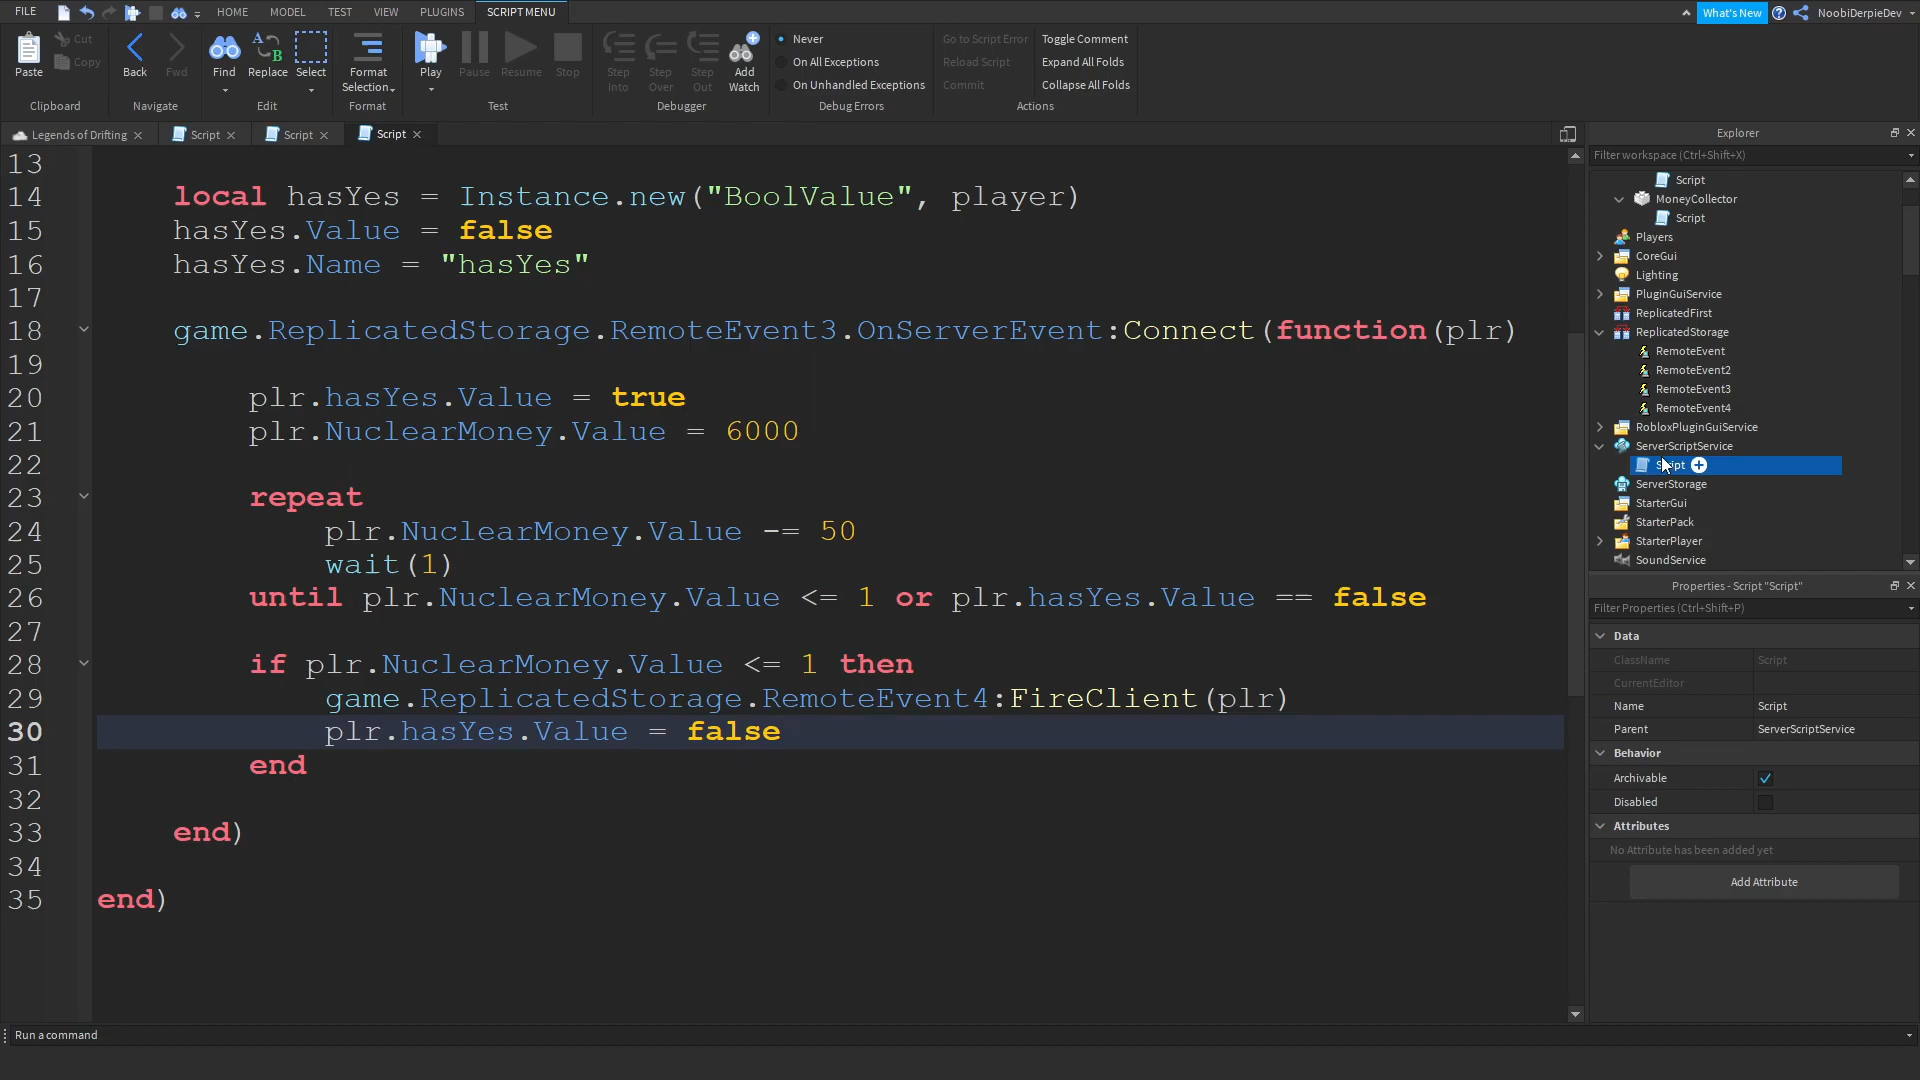 FILE HOME MODEL TEST VIEW PLUGINS SCRIPT MENU What's New NoobiDerpieDev
Paste Cut Copy Clipboard
Back Fwd Navigate
Find Replace Select Edit
Format Selection Format
Play Pause Resume Stop Test
Step Into Step Over Step Out Add Watch Debugger
Never
On All Exceptions
On Unhandled Exceptions
Debug Errors
Go to Script Error Toggle Comment
Reload Script Expand All Folds
Commit Collapse All Folds
Actions
Legends of Drifting Script Script Script
13
14 local hasYes = Instance.new("BoolValue", player)
15 hasYes.Value = false
16 hasYes.Name = "hasYes"
17
18 game.ReplicatedStorage.RemoteEvent3.OnServerEvent:Connect(function(plr)
19
20 plr.hasYes.Value = true
21 plr.NuclearMoney.Value = 6000
22
23 repeat
24 plr.NuclearMoney.Value -= 50
25 wait(1)
26 until plr.NuclearMoney.Value <= 1 or plr.hasYes.Value == false
27
28 if plr.NuclearMoney.Value <= 1 then
29 game.ReplicatedStorage.RemoteEvent4:FireClient(plr)
30 plr.hasYes.Value = false
31 end
32
33 end)
34
35 end)
Explorer
Filter workspace (Ctrl+Shift+X)
Script
MoneyCollector
Script
Players
CoreGui
Lighting
PluginGuiService
ReplicatedFirst
ReplicatedStorage
RemoteEvent
RemoteEvent2
RemoteEvent3
RemoteEvent4
RobloxPluginGuiService
ServerScriptService
Script
ServerStorage
StarterGui
StarterPack
StarterPlayer
SoundService
Properties - Script "Script"
Filter Properties (Ctrl+Shift+P)
Data
ClassName Script
CurrentEditor
Name Script
Parent ServerScriptService
Behavior
Archivable
Disabled
Attributes
No Attribute has been added yet
Add Attribute
Run a command